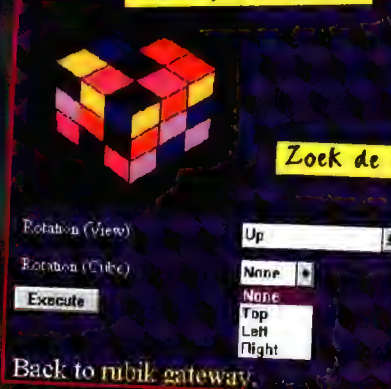 Zoek de
Rotation (View)
Up
Rotation (Cube)
None
Execute
None
Top
Left
Right
Back to rubik gateway.